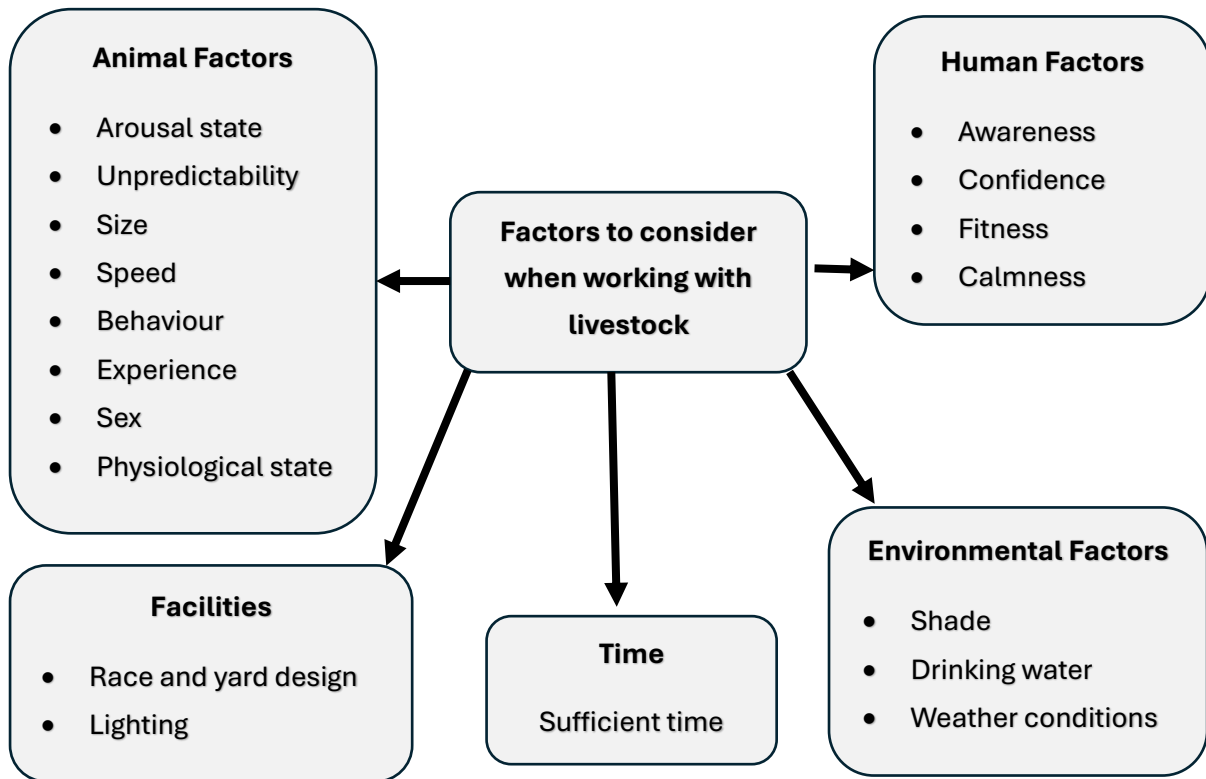 Factors to consider
when working with
livestock
Animal Factors
• Arousal state
• Unpredictability
• Size
• Speed
• Behaviour
• Experience
• Sex
• Physiological state
Human Factors
• Awareness
• Confidence
• Fitness
• Calmness
Facilities
• Race and yard design
• Lighting
Time
Sufficient time
Environmental Factors
• Shade
• Drinking water
• Weather conditions